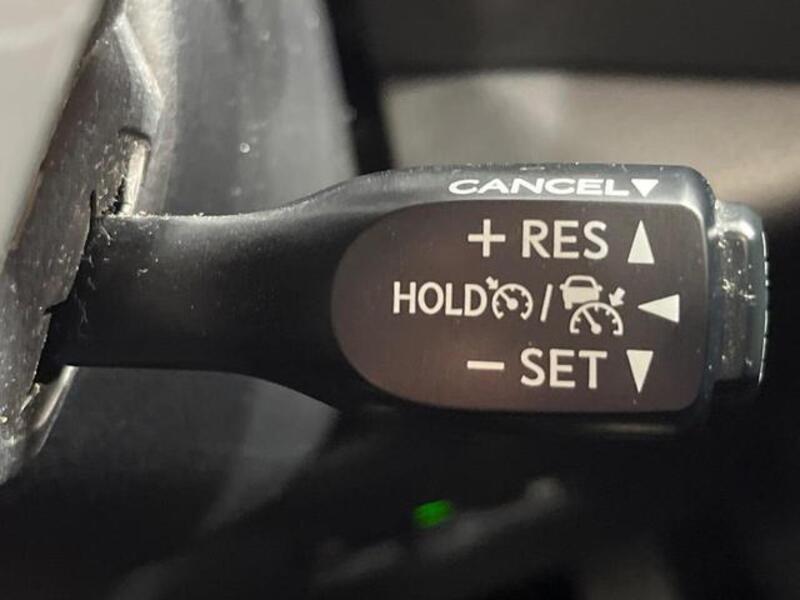 CANCEL▼
+ RES ▲
HOLD / ◀
− SET ▼